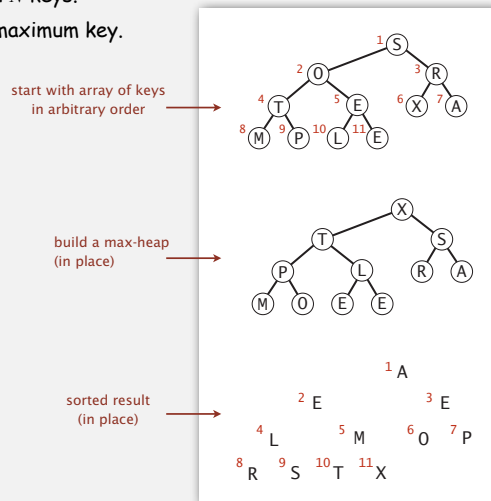 keys.
maximum key.
1 S
2 O 3 R
start with array of keys
in arbitrary order
4 T 5 E 6 X 7 A
8 M 9 P 10 L 11 E
X
T S
build a max-heap
(in place)
P L R A
M O E E
1 A
2 E 3 E
sorted result
(in place)
4 L 5 M 6 O 7 P
8 R 9 S 10 T 11 X